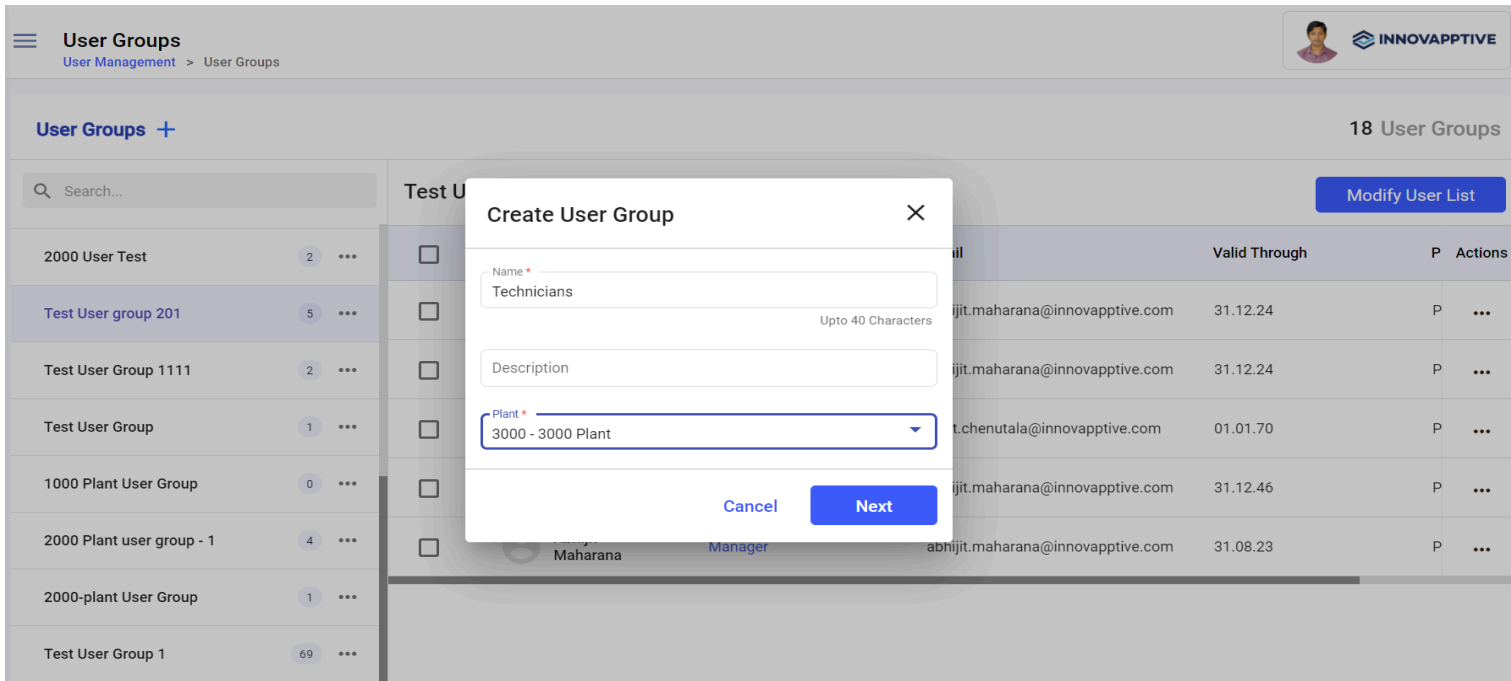 User Groups
User Management > User Groups
INNOVAPPTIVE
User Groups +
18 User Groups
Search...
Test U
Modify User List
Create User Group
Name *
Technicians
Upto 40 Characters
Description
Plant *
3000 - 3000 Plant
Cancel
Next
2000 User Test 2 •••
Test User group 201 5 •••
Test User Group 1111 2 •••
Test User Group 1 •••
1000 Plant User Group 0 •••
2000 Plant user group - 1 4 •••
2000-plant User Group 1 •••
Test User Group 1 69 •••
ail Valid Through P Actions
ijit.maharana@innovapptive.com 31.12.24 P •••
ijit.maharana@innovapptive.com 31.12.24 P •••
t.chenutala@innovapptive.com 01.01.70 P •••
ijit.maharana@innovapptive.com 31.12.46 P •••
Maharana Manager abhijit.maharana@innovapptive.com 31.08.23 P •••